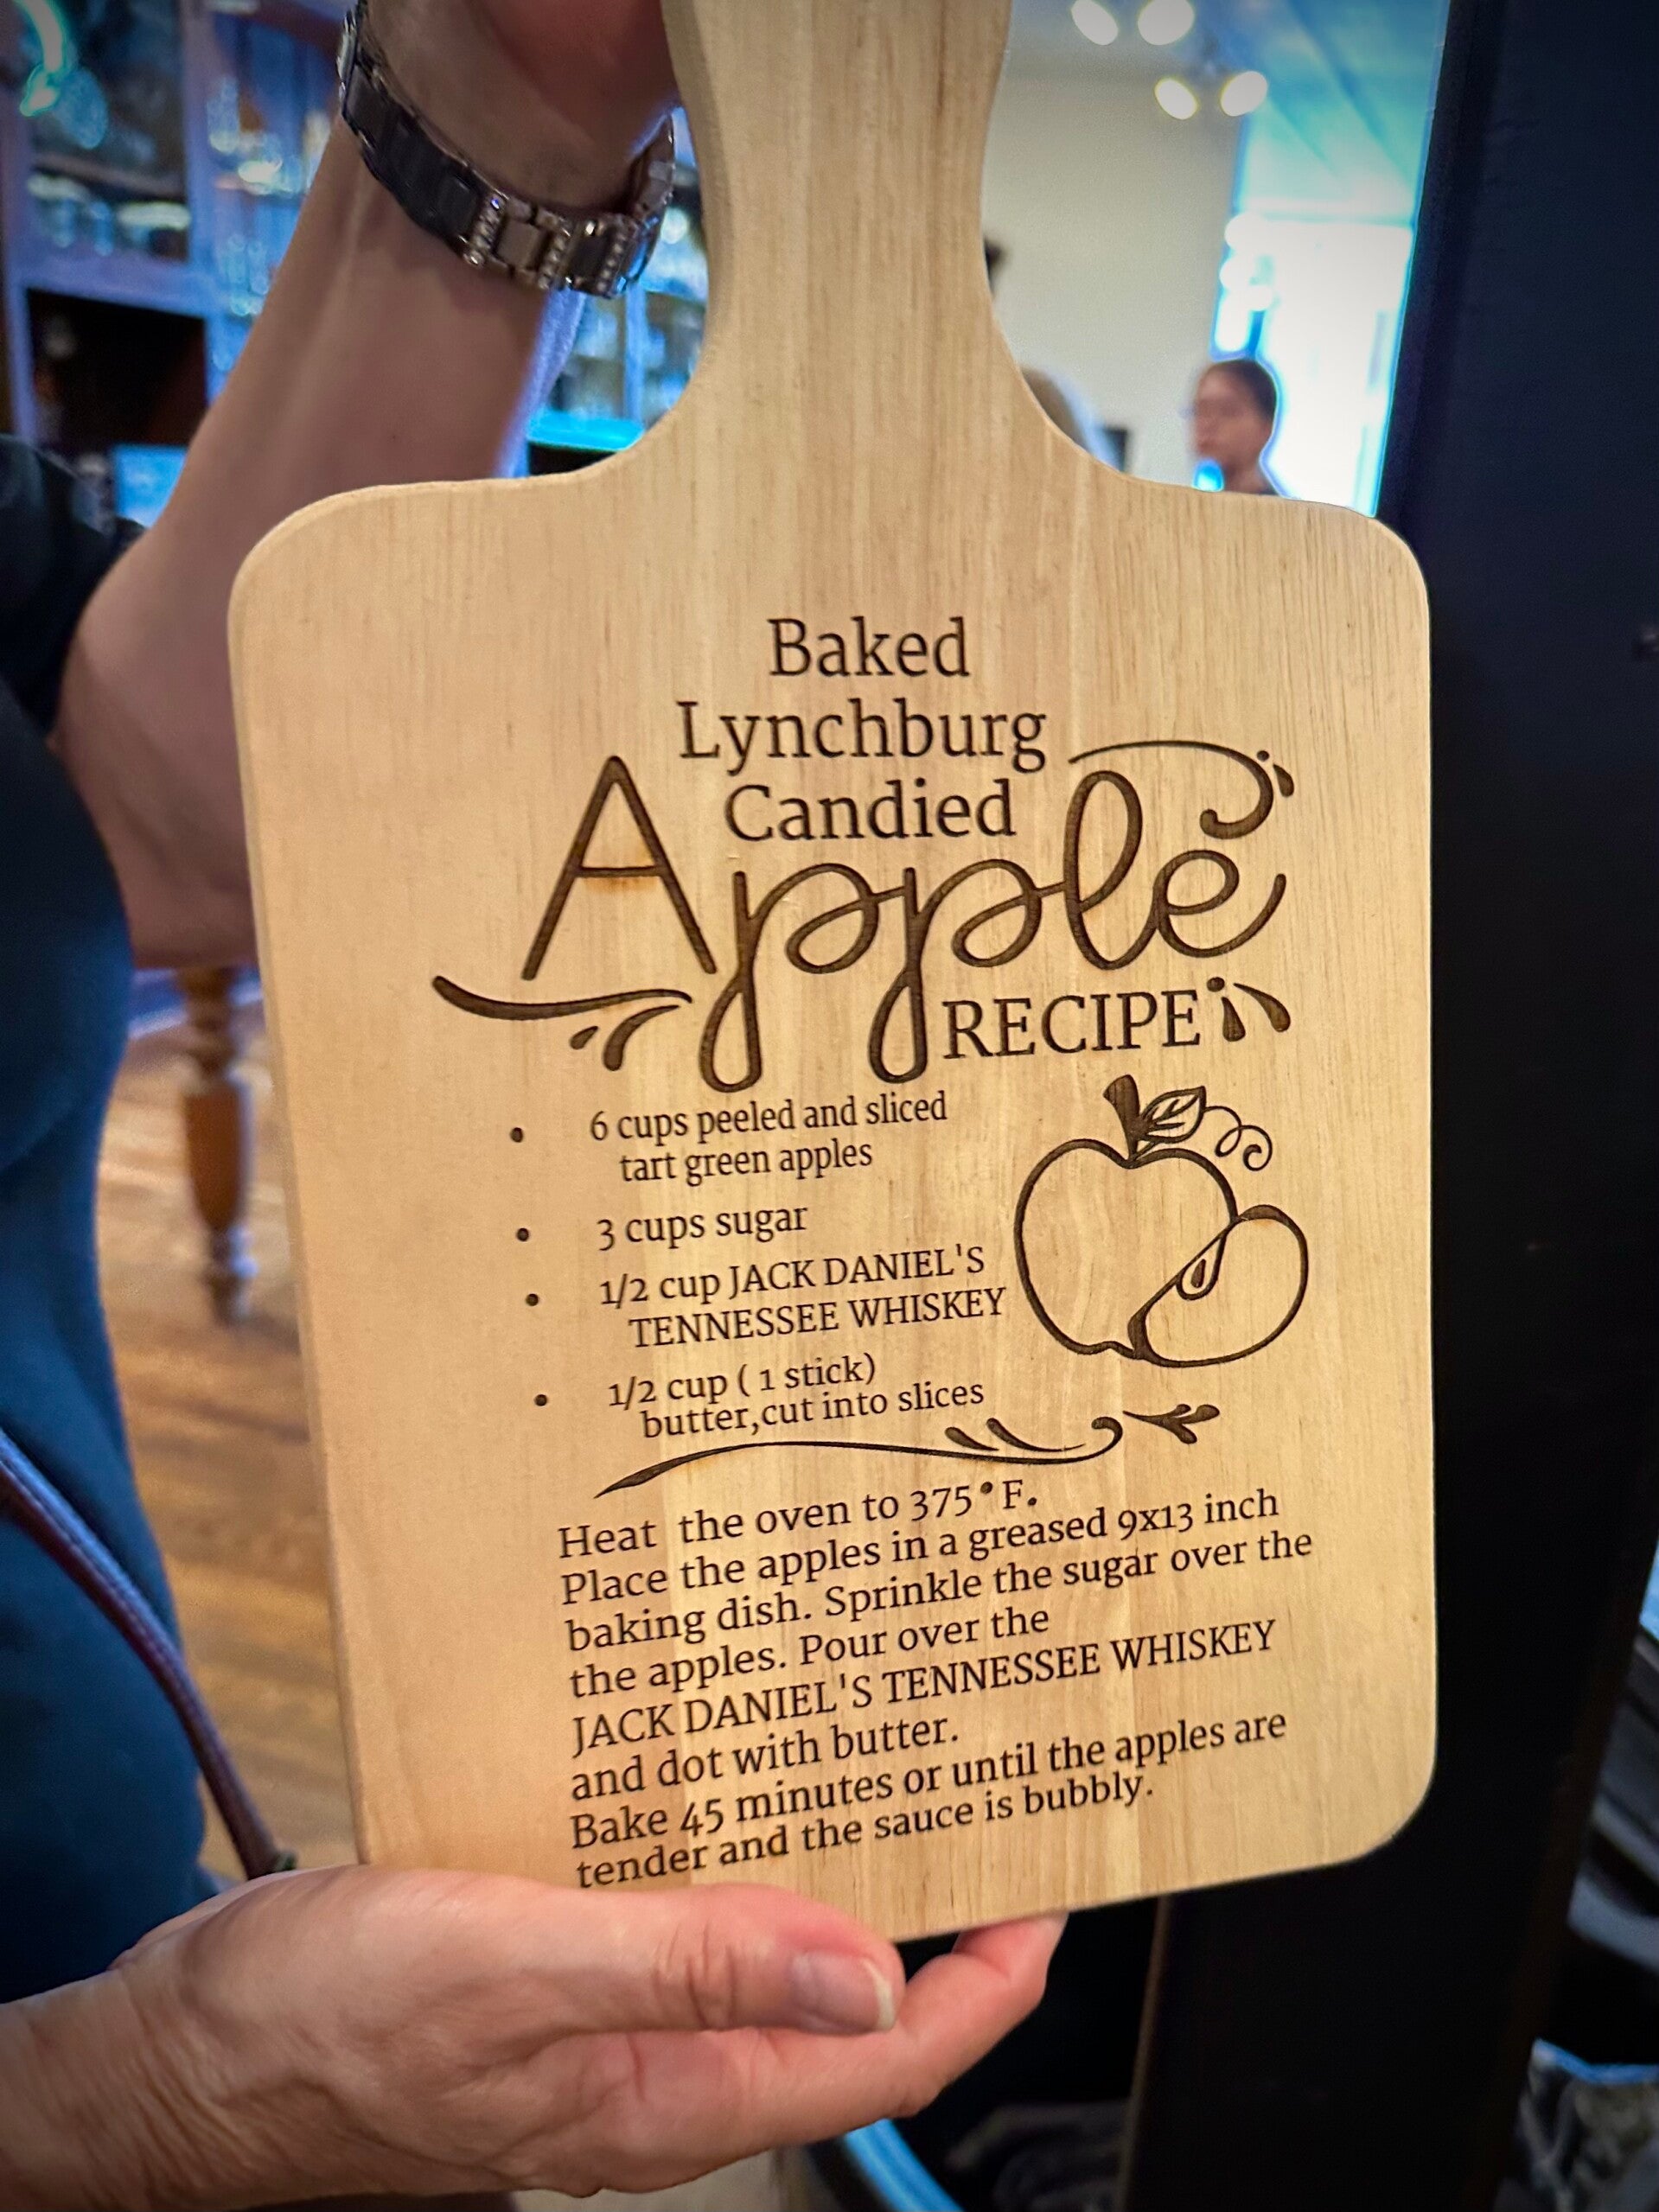 Baked
Lynchburg
Candied
Apple
RECIPE
• 6 cups peeled and sliced
tart green apples
• 3 cups sugar
• 1/2 cup JACK DANIEL'S
TENNESSEE WHISKEY
• 1/2 cup ( 1 stick)
butter,cut into slices
Heat the oven to 375°F.
Place the apples in a greased 9x13 inch
baking dish. Sprinkle the sugar over the
the apples. Pour over the
JACK DANIEL'S TENNESSEE WHISKEY
and dot with butter.
Bake 45 minutes or until the apples are
tender and the sauce is bubbly.